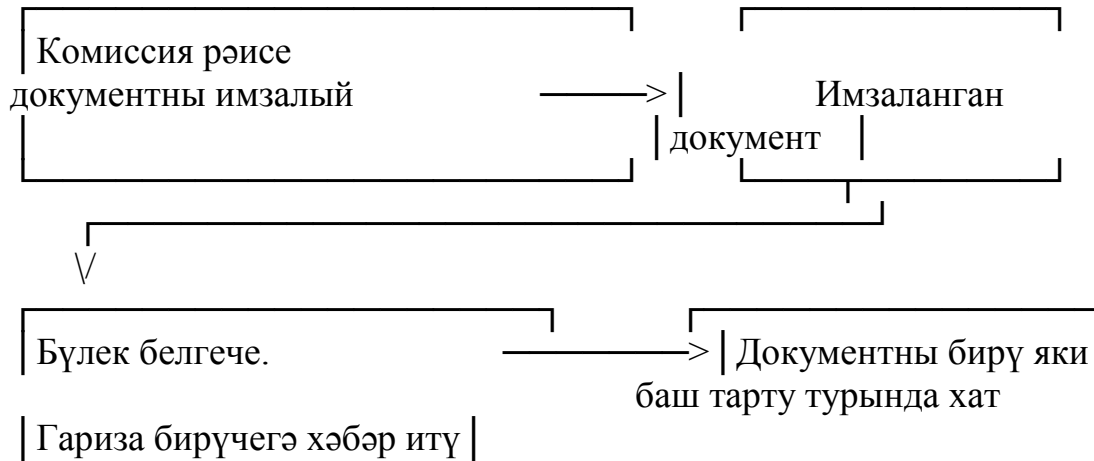 Комиссия рәисе
документны имзалый ———> Имзаланган
документ
\/
Бүлек белгече. ———> Документны бирү яки
баш тарту турында хат
Гариза бирүчегә хәбәр итү